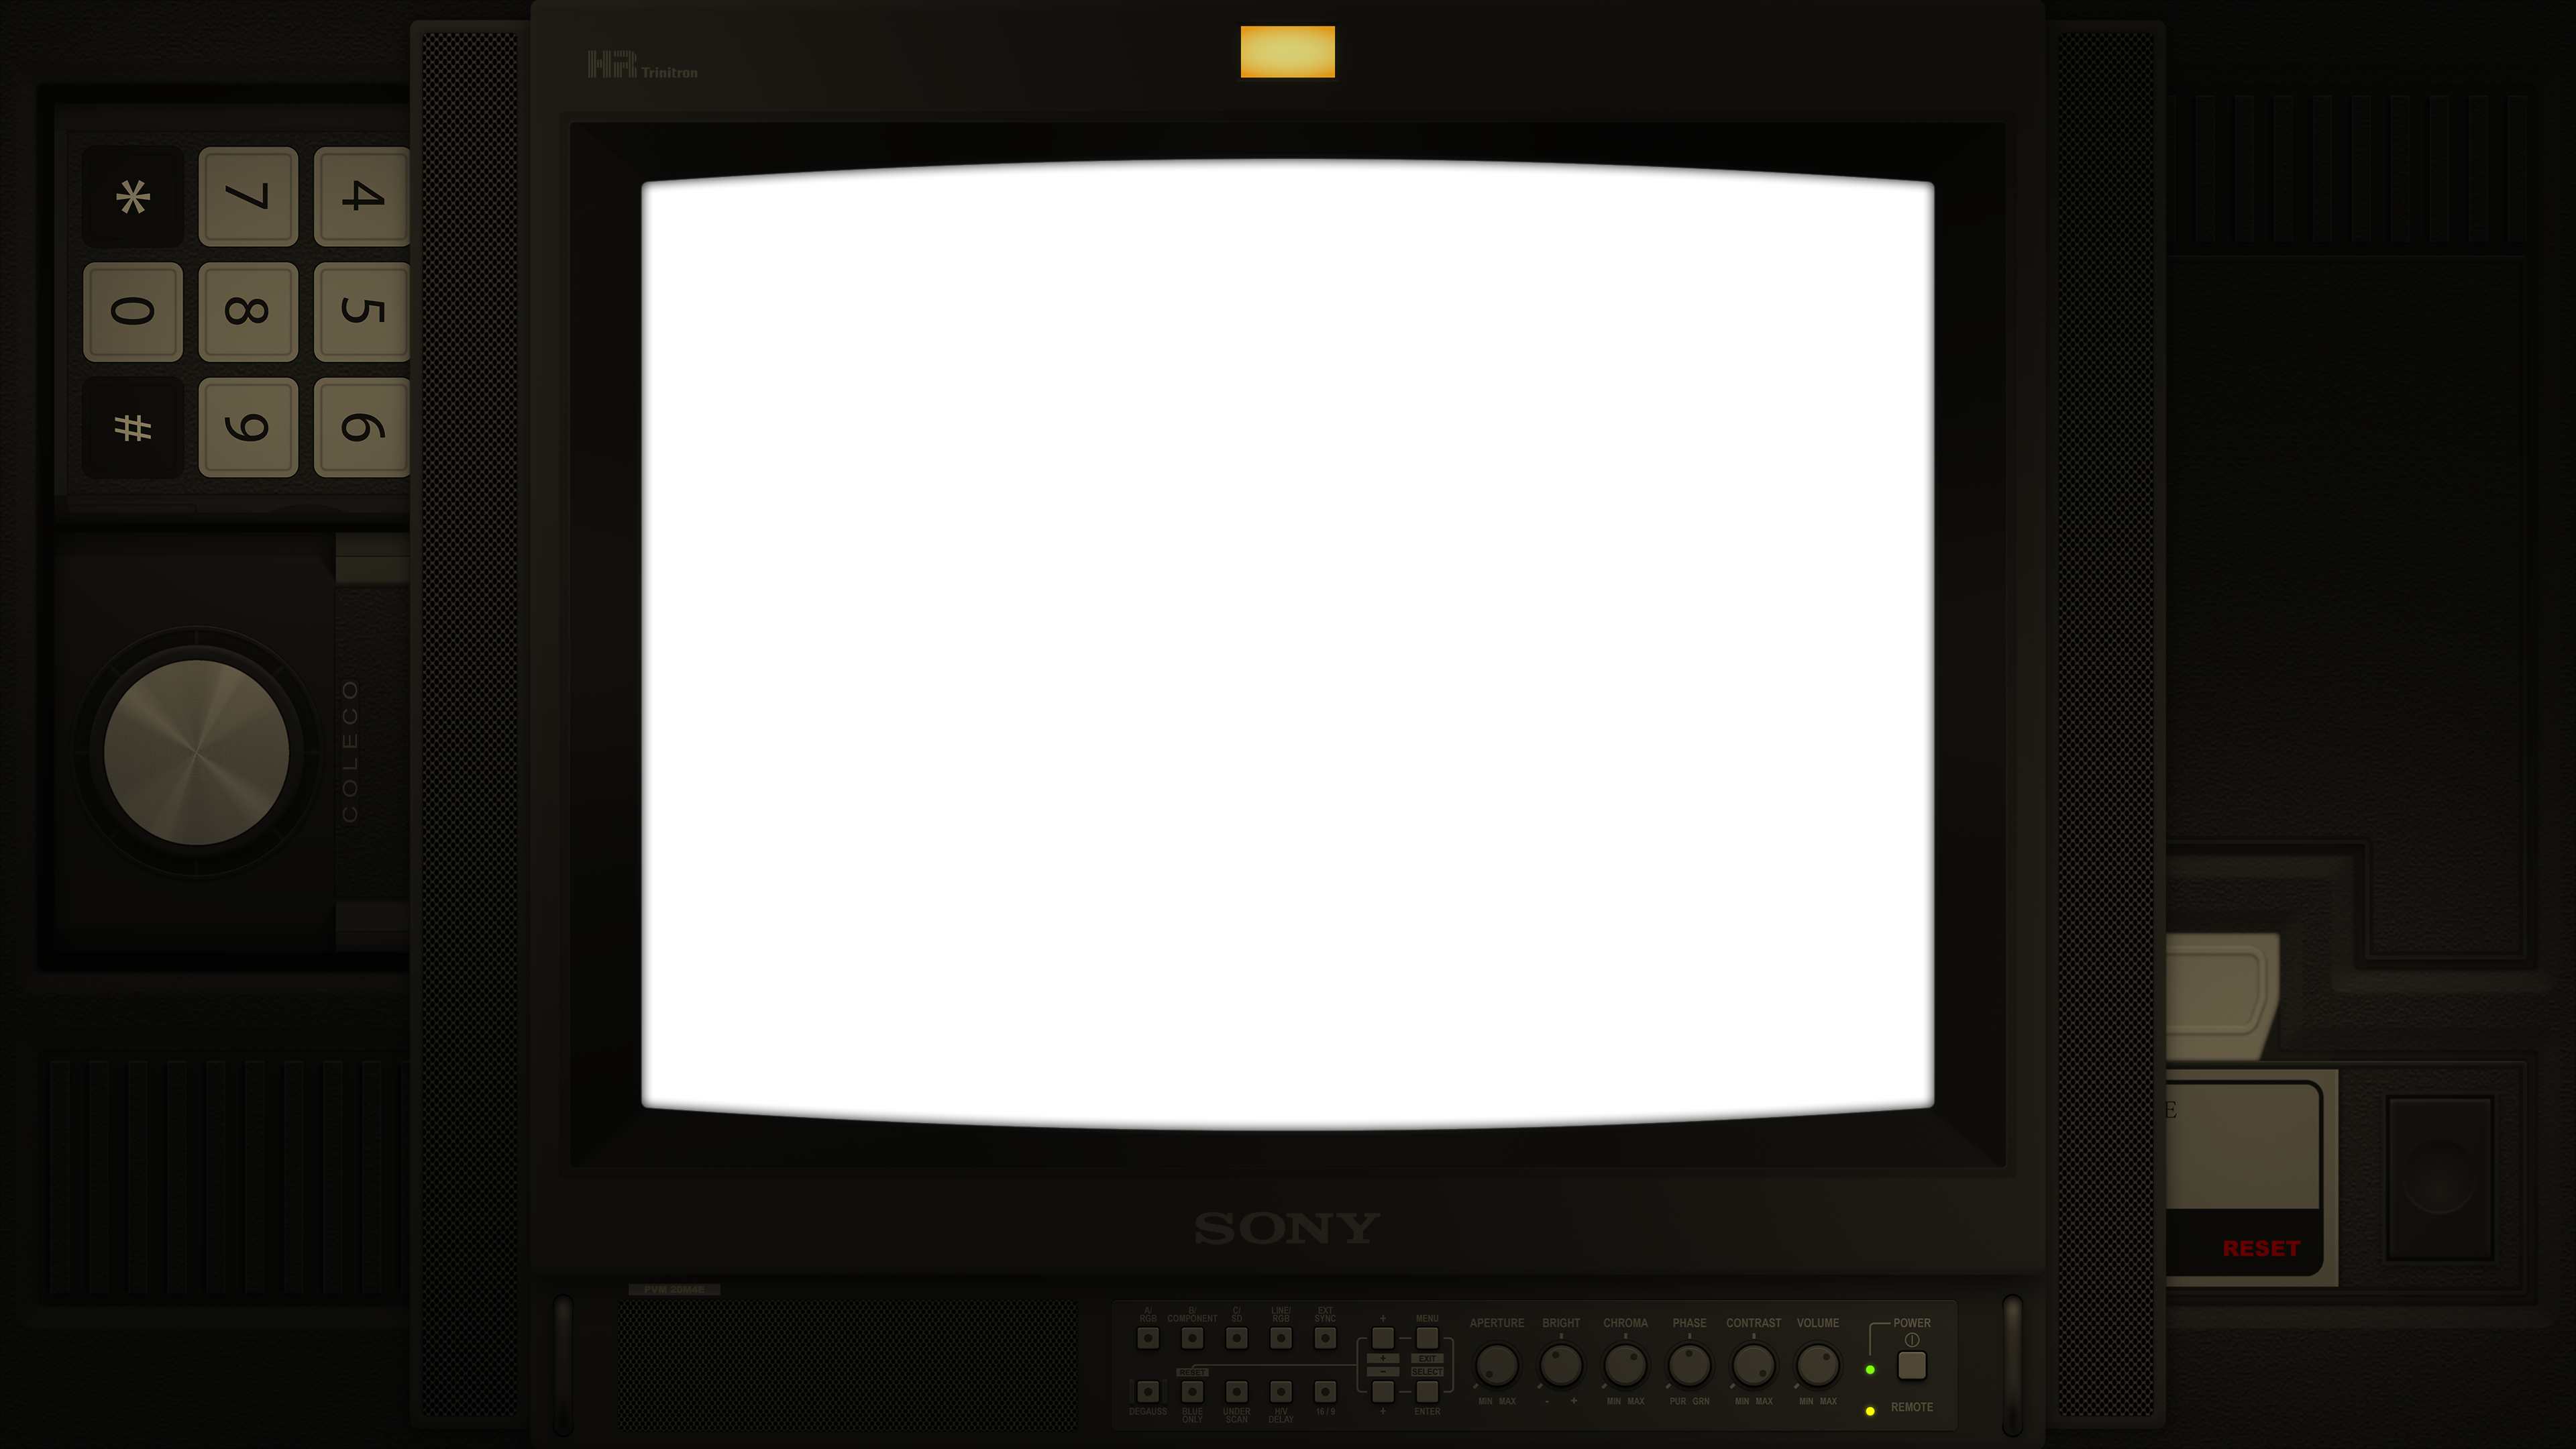 HR Trinitron
* 7 4
0 8 5
# 9 6
COLECO
E
RESET
SONY
PVM 20M4E
A/
RGB
B/
COMPONENT
C/
SD
LINE/
RGB
EXT
SYNC
+
MENU
APERTURE BRIGHT CHROMA PHASE CONTRAST VOLUME
POWER
RESET
+
EXIT
-
SELECT
MIN MAX
- +
MIN MAX
PUR GRN
MIN MAX
MIN MAX
DEGAUSS
BLUE
ONLY
UNDER
SCAN
H/V
DELAY
16/9
+
ENTER
REMOTE